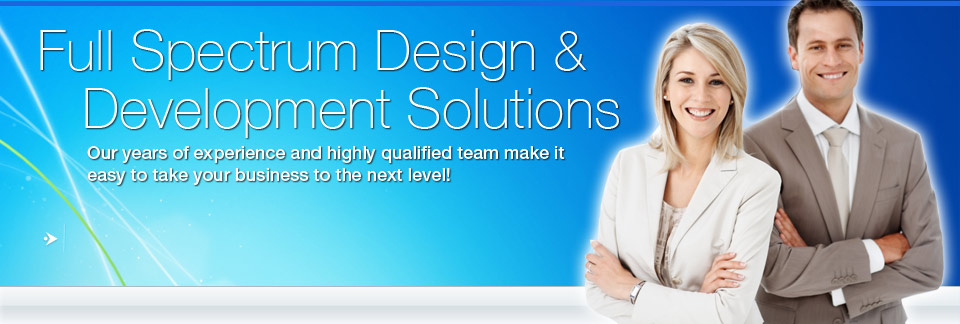 Full Spectrum Design &
Development Solutions
Our years of experience and highly qualified team make it
easy to take your business to the next level!